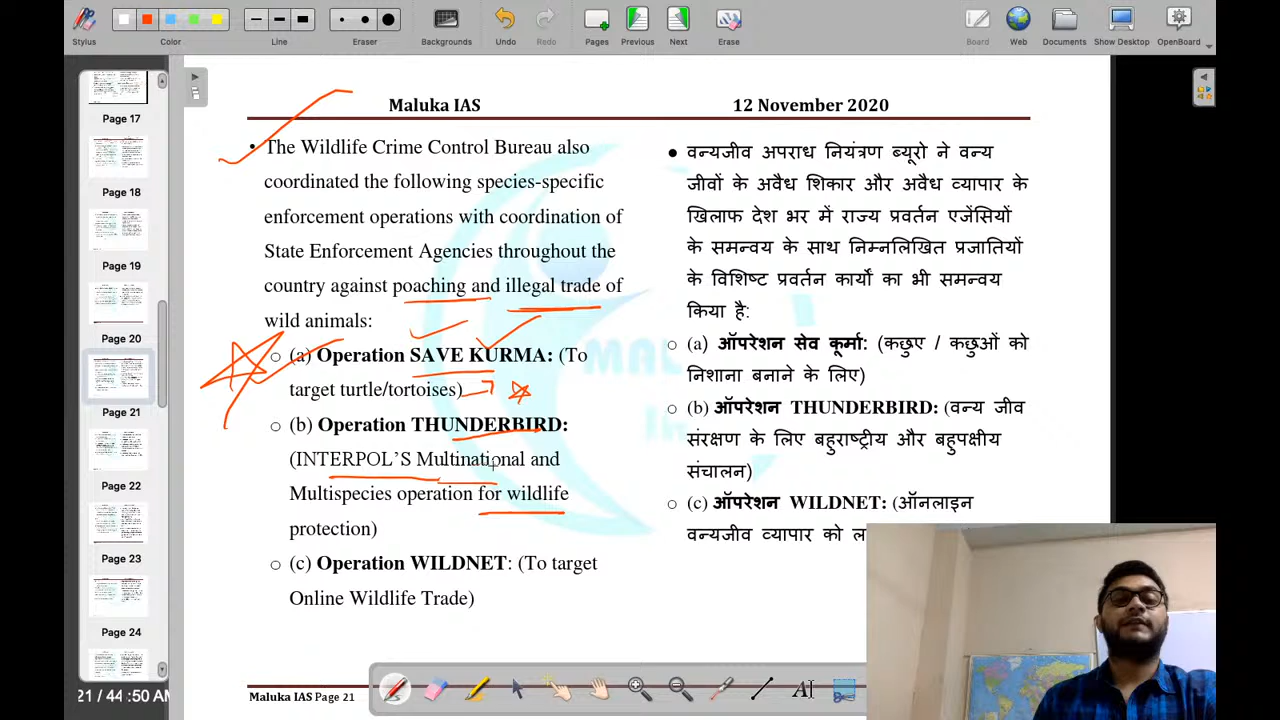 Stylus
Color
Line
Eraser
Backgrounds
Undo
Redo
Pages
Previous
Next
Erase
Board
Web
Documents
Show Desktop
OpenBoard
Page 17
Page 18
Page 19
Page 20
Page 21
Page 22
Page 23
Page 24
21 / 44
:50 AM
Maluka IAS
12 November 2020
• The Wildlife Crime Control Bureau also
coordinated the following species-specific
enforcement operations with coordination of
State Enforcement Agencies throughout the
country against poaching and illegal trade of
wild animals:
○ (a) Operation SAVE KURMA: (To
target turtle/tortoises)
○ (b) Operation THUNDERBIRD:
(INTERPOL’S Multinational and
Multispecies operation for wildlife
protection)
○ (c) Operation WILDNET: (To target
Online Wildlife Trade)
● वन्यजीव अपराध नियंत्रण ब्यूरो ने वन्य
जीवों के अवैध शिकार और अवैध व्यापार के
खिलाफ देश भर में राज्य प्रवर्तन एजेंसियों
के समन्वय के साथ निम्नलिखित प्रजातियों
के विशिष्ट प्रवर्तन कार्यों का भी समन्वय
किया है:
○ (a) ऑपरेशन सेव कूर्मा: (कछुए / कछुओं को
निशाना बनाने के लिए)
○ (b) ऑपरेशन THUNDERBIRD: (वन्य जीव
संरक्षण के लिए बहुराष्ट्रीय और बहुपक्षीय
संचालन)
○ (c) ऑपरेशन WILDNET: (ऑनलाइन
वन्यजीव व्यापार को
Maluka IAS Page 21